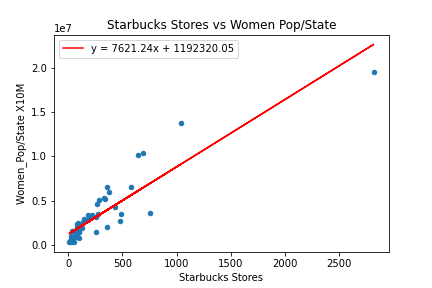 Starbucks Stores vs Women Pop/State
1e7
y = 7621.24x + 1192320.05
2.0
1.5
1.0
0.5
0.0
Women_Pop/State X10M
0
500
1000
1500
2000
2500
Starbucks Stores